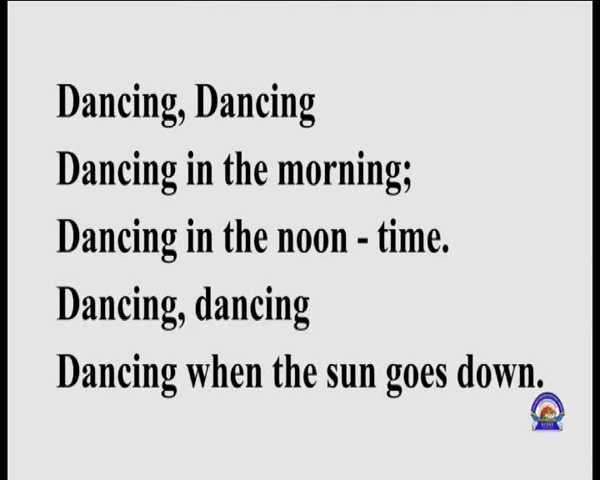 Dancing, Dancing
Dancing in the morning;
Dancing in the noon - time.
Dancing, dancing
Dancing when the sun goes down.